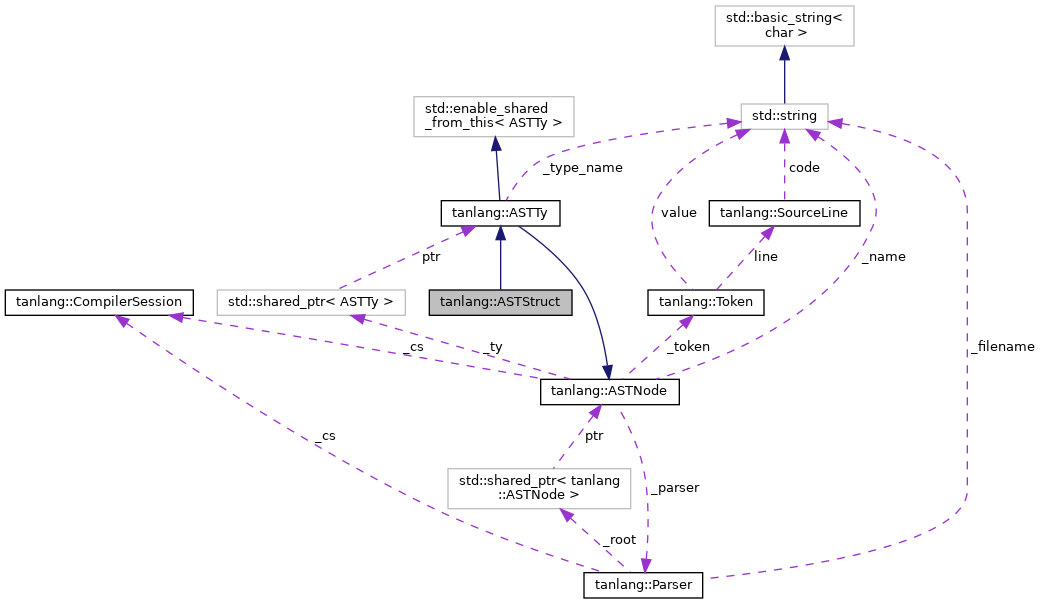 std::basic_string<
char >
std::enable_shared
_from_this< ASTTy >
std::string
_type_name
code
tanlang::ASTTy
value
tanlang::SourceLine
ptr
line
_name
tanlang::CompilerSession
std::shared_ptr< ASTTy >
tanlang::ASTStruct
tanlang::Token
_cs
_ty
_token
_filename
tanlang::ASTNode
_cs
ptr
std::shared_ptr< tanlang
::ASTNode >
_parser
_root
tanlang::Parser